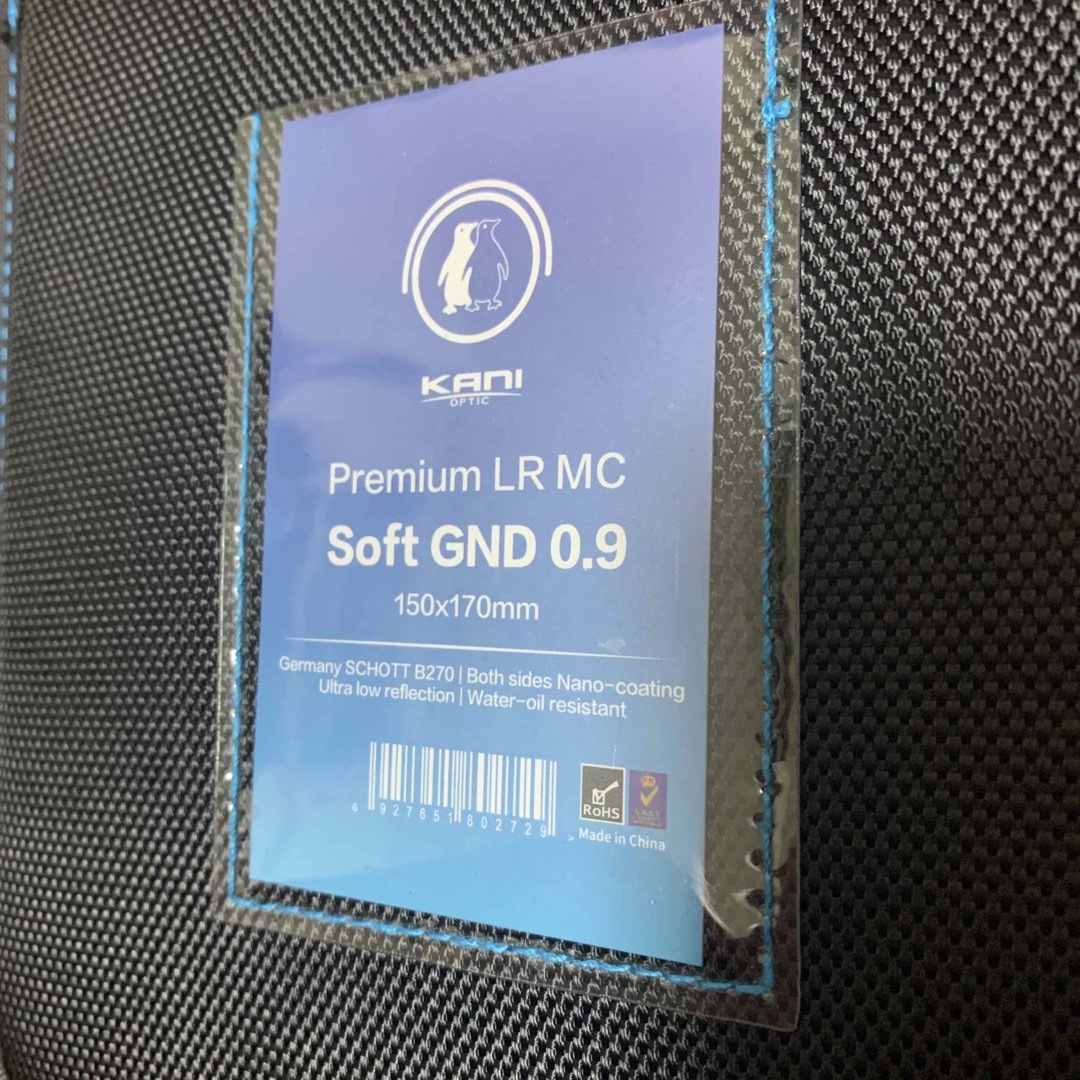 KANI
OPTIC
Premium LR MC
Soft GND 0.9
150x170mm
Germany SCHOTT B270 | Both sides Nano-coating
Ultra low reflection | Water-oil resistant
6 927651 802729 >
RoHS
Made in China